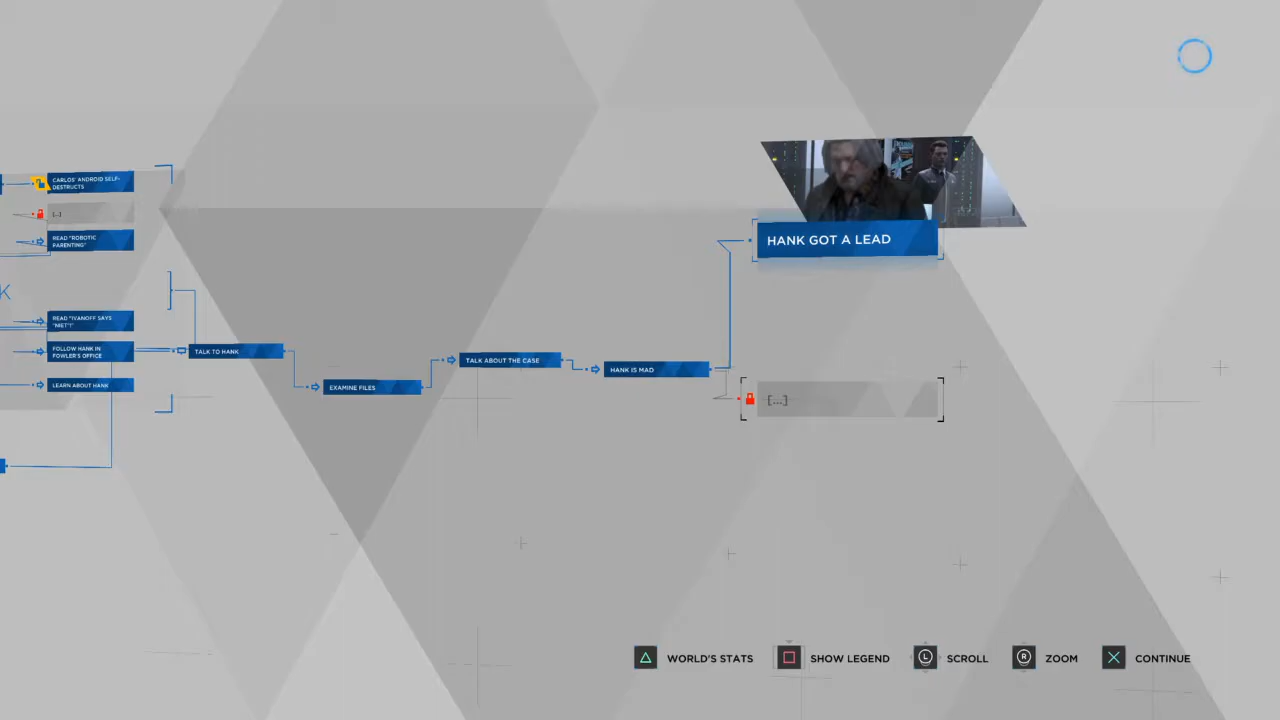 CARLOS' ANDROID SELF-
DESTRUCTS
[...]
READ "ROBOTIC
PARENTING"
K
READ "IVANOFF SAYS
"MET"!"
FOLLOW HANK IN
FOWLER'S OFFICE
LEARN ABOUT HANK
TALK TO HANK
EXAMINE FILES
TALK ABOUT THE CASE
HANK IS MAD
HANK GOT A LEAD
[...]
WORLD'S STATS
SHOW LEGEND
L
SCROLL
R
ZOOM
CONTINUE